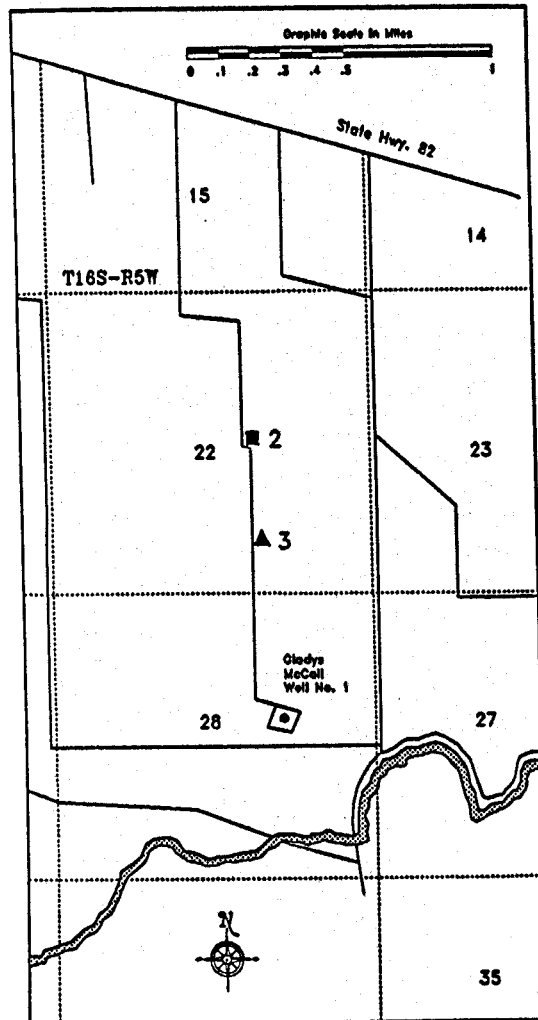 Graphic Scale in Miles
0 .1 .2 .3 .4 .5 1
State Hwy. 82
15
14
T16S-R5W
2
22
23
3
Gladys
McCall
Well No. 1
28
27
N
35